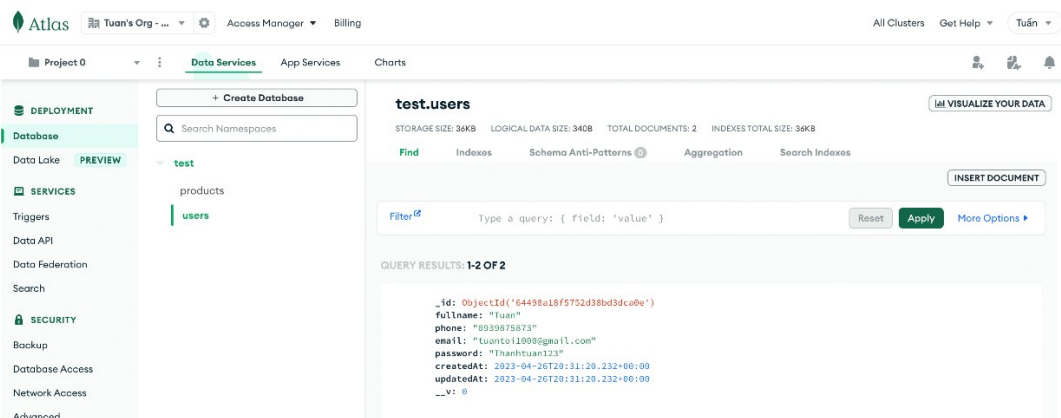 Atlas
Tuan's Org - ...
Access Manager
Billing
All Clusters
Get Help
Tuấn
Project 0
Data Services
App Services
Charts
DEPLOYMENT
Database
Data Lake PREVIEW
SERVICES
Triggers
Data API
Data Federation
Search
SECURITY
Backup
Database Access
Network Access
Advanced
+ Create Database
Search Namespaces
test
products
users
test.users
VISUALIZE YOUR DATA
STORAGE SIZE: 36KB LOGICAL DATA SIZE: 340B TOTAL DOCUMENTS: 2 INDEXES TOTAL SIZE: 36KB
Find Indexes Schema Anti-Patterns 0 Aggregation Search Indexes
INSERT DOCUMENT
Filter Type a query: { field: 'value' } Reset Apply More Options
QUERY RESULTS: 1-2 OF 2
_id: ObjectId('64498a18f5752d38bd3dca0e')
fullname: "Tuan"
phone: "0939875873"
email: "tuantoi1000@gmail.com"
password: "Thanhtuan123"
createdAt: 2023-04-26T20:31:20.232+00:00
updatedAt: 2023-04-26T20:31:20.232+00:00
__v: 0